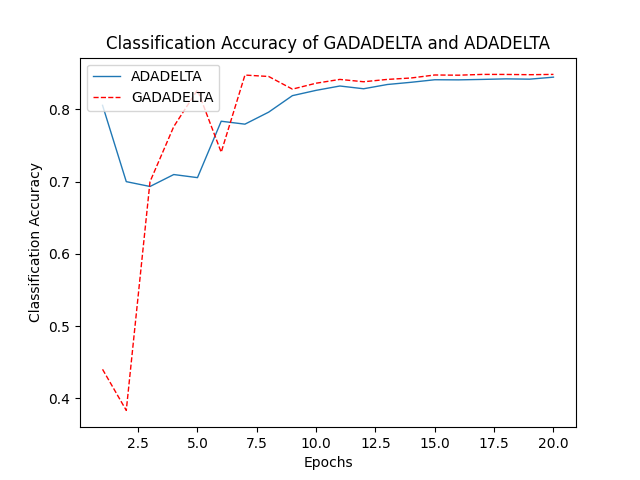 Classification Accuracy of GADADELTA and ADADELTA
ADADELTA
GADADELTA
0.8
0.7
0.6
0.5
0.4
Classification Accuracy
2.5 5.0 7.5 10.0 12.5 15.0 17.5 20.0
Epochs